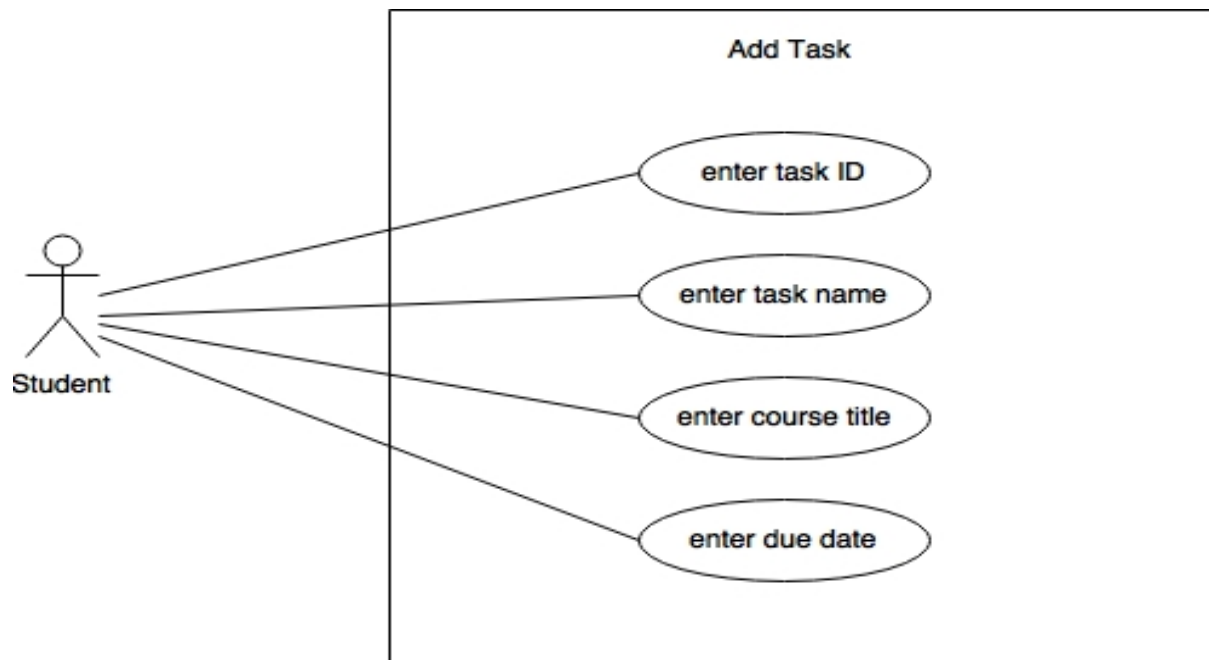 Add Task
enter task ID
enter task name
Student
enter course title
enter due date